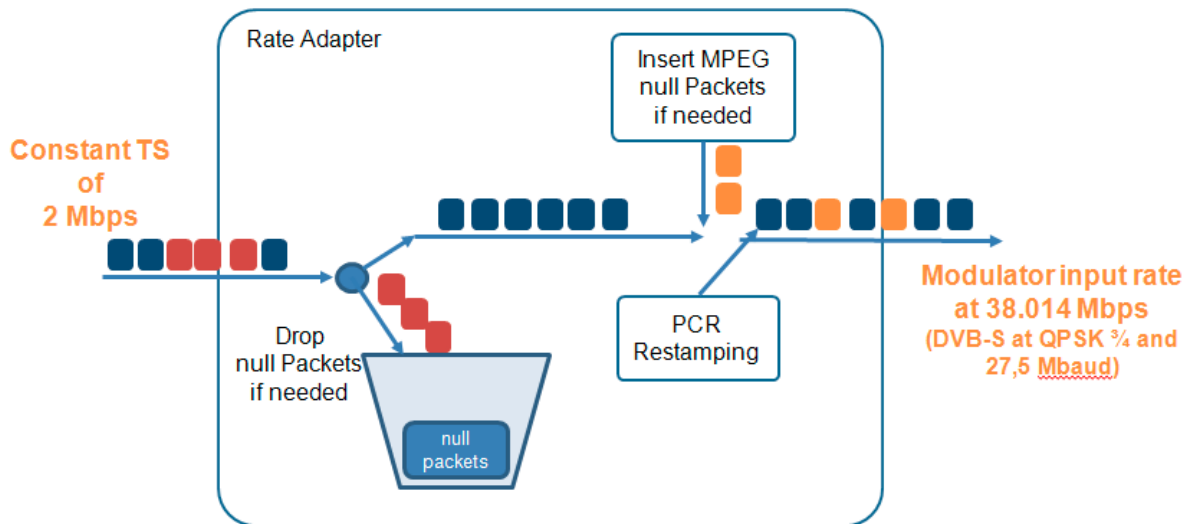 Rate Adapter
Insert MPEG
null Packets
if needed
Constant TS
of
2 Mbps
Drop
null Packets
if needed
null
packets
PCR
Restamping
Modulator input rate
at 38.014 Mbps
(DVB-S at QPSK ¾ and
27,5 Mbaud)